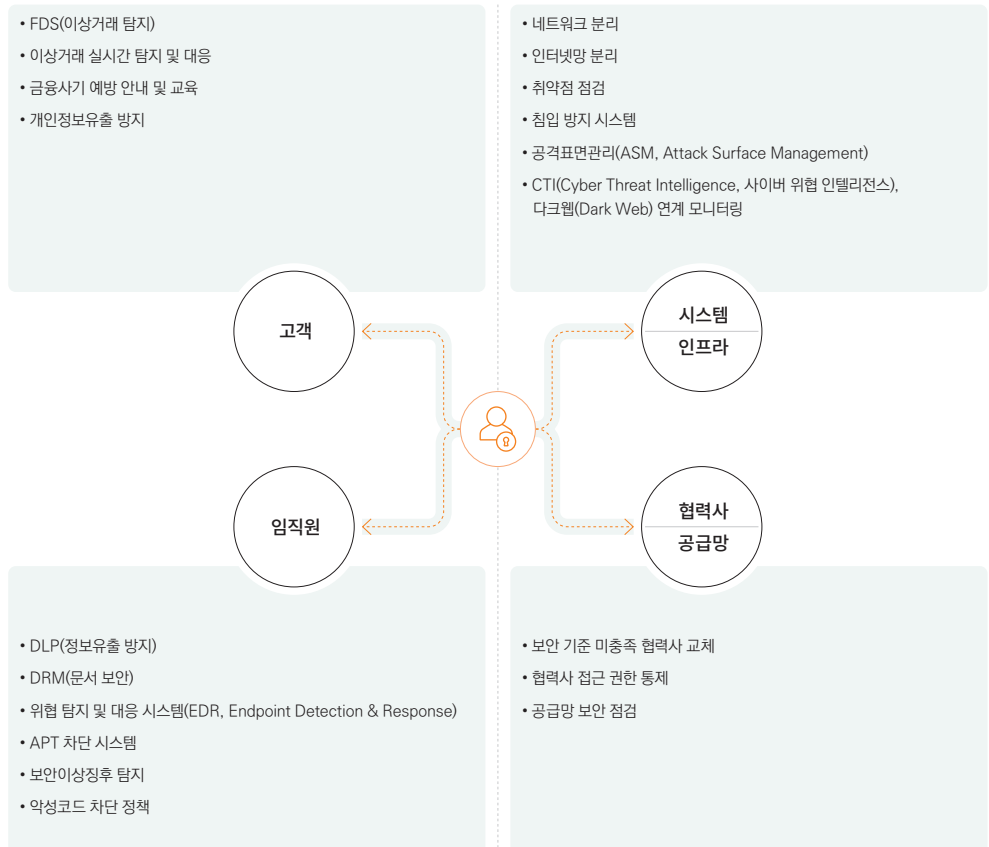 • FDS(이상거래 탐지)
• 이상거래 실시간 탐지 및 대응
• 금융사기 예방 안내 및 교육
• 개인정보유출 방지
• 네트워크 분리
• 인터넷망 분리
• 취약점 점검
• 침입 방지 시스템
• 공격표면관리(ASM, Attack Surface Management)
• CTI(Cyber Threat Intelligence, 사이버 위협 인텔리전스),
다크웹(Dark Web) 연계 모니터링
고객
시스템
인프라
임직원
협력사
공급망
• DLP(정보유출 방지)
• DRM(문서 보안)
• 위협 탐지 및 대응 시스템(EDR, Endpoint Detection & Response)
• APT 차단 시스템
• 보안이상징후 탐지
• 악성코드 차단 정책
• 보안 기준 미충족 협력사 교체
• 협력사 접근 권한 통제
• 공급망 보안 점검